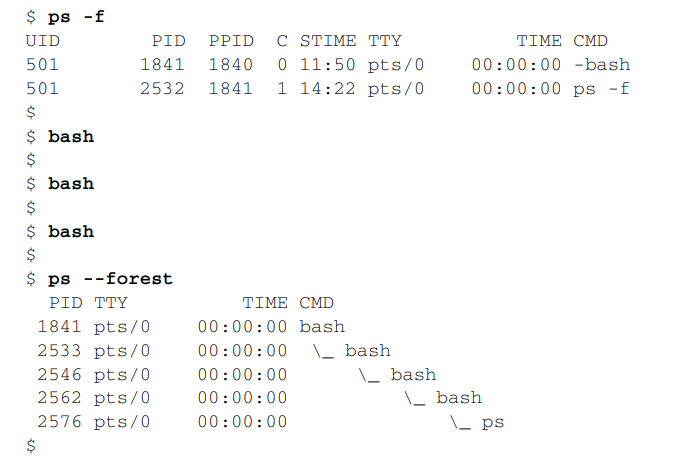 $ ps -f
UID        PID  PPID  C STIME TTY          TIME CMD
501       1841  1840  0 11:50 pts/0    00:00:00 -bash
501       2532  1841  1 14:22 pts/0    00:00:00 ps -f
$
$ bash
$
$ bash
$
$ bash
$
$ ps --forest
  PID TTY          TIME CMD
 1841 pts/0    00:00:00 bash
 2533 pts/0    00:00:00  \_ bash
 2546 pts/0    00:00:00      \_ bash
 2562 pts/0    00:00:00          \_ bash
 2576 pts/0    00:00:00              \_ ps
$